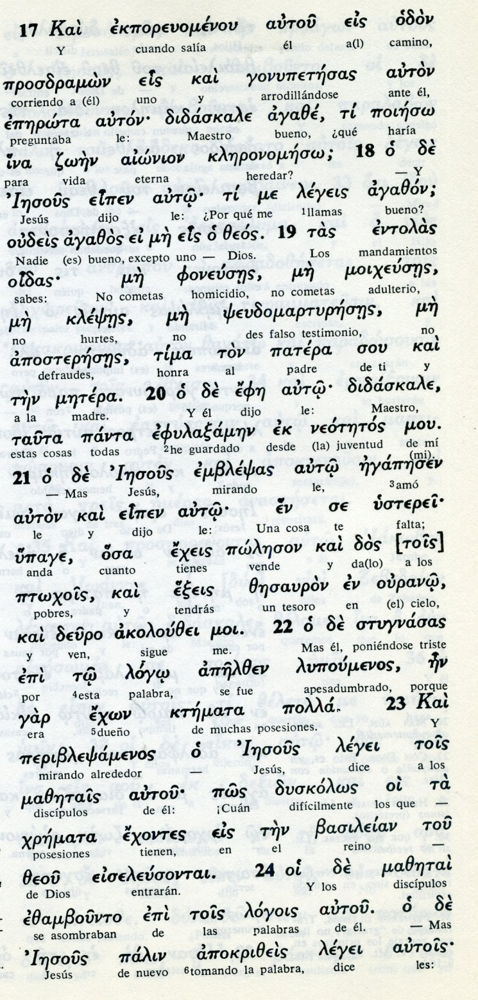 17 Καὶ ἐκπορευομένου αὐτοῦ εἰς ὁδὸν
Y cuando salía él a(l) camino,
προσδραμὼν εἷς καὶ γονυπετήσας αὐτὸν
corriendo a (él) uno y arrodillándose ante él,
ἐπηρώτα αὐτόν· διδάσκαλε ἀγαθέ, τί ποιήσω
preguntaba le: Maestro bueno, ¿qué haría
ἵνα ζωὴν αἰώνιον κληρονομήσω; 18 ὁ δὲ
para vida eterna heredar? — Y
Ἰησοῦς εἶπεν αὐτῷ· τί με λέγεις ἀγαθόν;
Jesús dijo le: ¿Por qué me 1llamas bueno?
οὐδεὶς ἀγαθὸς εἰ μὴ εἷς ὁ θεός. 19 τὰς ἐντολὰς
Nadie (es) bueno, excepto uno — Dios. Los mandamientos
οἶδας· μὴ φονεύσῃς, μὴ μοιχεύσῃς,
sabes: No cometas homicidio, no cometas adulterio,
μὴ κλέψῃς, μὴ ψευδομαρτυρήσῃς, μὴ
no hurtes, no des falso testimonio, no
ἀποστερήσῃς, τίμα τὸν πατέρα σου καὶ
defraudes, honra al padre de ti y
τὴν μητέρα. 20 ὁ δὲ ἔφη αὐτῷ· διδάσκαλε,
a la madre. Y él dijo le: Maestro,
ταῦτα πάντα ἐφυλαξάμην ἐκ νεότητός μου.
estas cosas todas 2he guardado desde (la) juventud de mí
(mi).
21 ὁ δὲ Ἰησοῦς ἐμβλέψας αὐτῷ ἠγάπησεν
— Mas Jesús, mirando le, 3amó
αὐτὸν καὶ εἶπεν αὐτῷ· ἕν σε ὑστερεῖ·
le y dijo le: Una cosa te falta;
ὕπαγε, ὅσα ἔχεις πώλησον καὶ δὸς [τοῖς]
anda cuanto tienes vende y da(lo) a los
πτωχοῖς, καὶ ἕξεις θησαυρὸν ἐν οὐρανῷ,
pobres, y tendrás un tesoro en (el) cielo,
καὶ δεῦρο ἀκολούθει μοι. 22 ὁ δὲ στυγνάσας
y ven, sigue me. Mas él, poniéndose triste
ἐπὶ τῷ λόγῳ ἀπῆλθεν λυπούμενος, ἦν
por 4esta palabra, se fue apesadumbrado, porque
γὰρ ἔχων κτήματα πολλά. 23 Καὶ
era 5dueño de muchas posesiones. Y
περιβλεψάμενος ὁ Ἰησοῦς λέγει τοῖς
mirando alrededor — Jesús, dice a los
μαθηταῖς αὐτοῦ· πῶς δυσκόλως οἱ τὰ
discípulos de él: ¡Cuán difícilmente los que —
χρήματα ἔχοντες εἰς τὴν βασιλείαν τοῦ
posesiones tienen, en el reino
θεοῦ εἰσελεύσονται. 24 οἱ δὲ μαθηταὶ
de Dios entrarán. Y los discípulos
ἐθαμβοῦντο ἐπὶ τοῖς λόγοις αὐτοῦ. ὁ δὲ
se asombraban de las palabras de él. Mas
Ἰησοῦς πάλιν ἀποκριθεὶς λέγει αὐτοῖς·
Jesús de nuevo 6tomando la palabra, dice les: